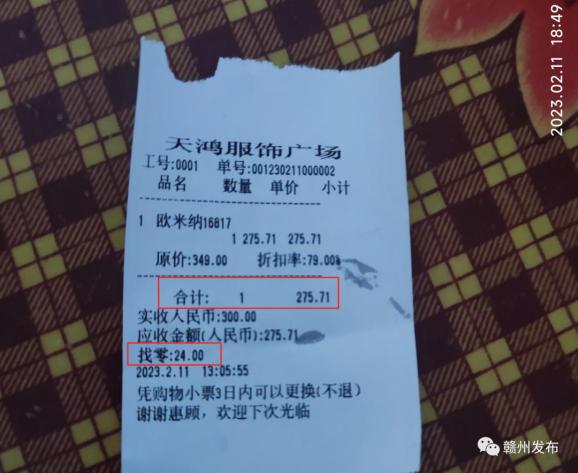 天鸿服饰广场
工号:0001 单号:001230211000002
品名 数量 单价 小计
1 欧米纳16817
1 275.71 275.71
原价:349.00 折扣率:79.00%
合计: 1 275.71
实收人民币:300.00
应收金额(人民币):275.71
找零:24.00
2023.2.11 13:05:55
凭购物小票3日内可以更换(不退)
谢谢惠顾，欢迎下次光临
2023.02.11 18:49
赣州发布